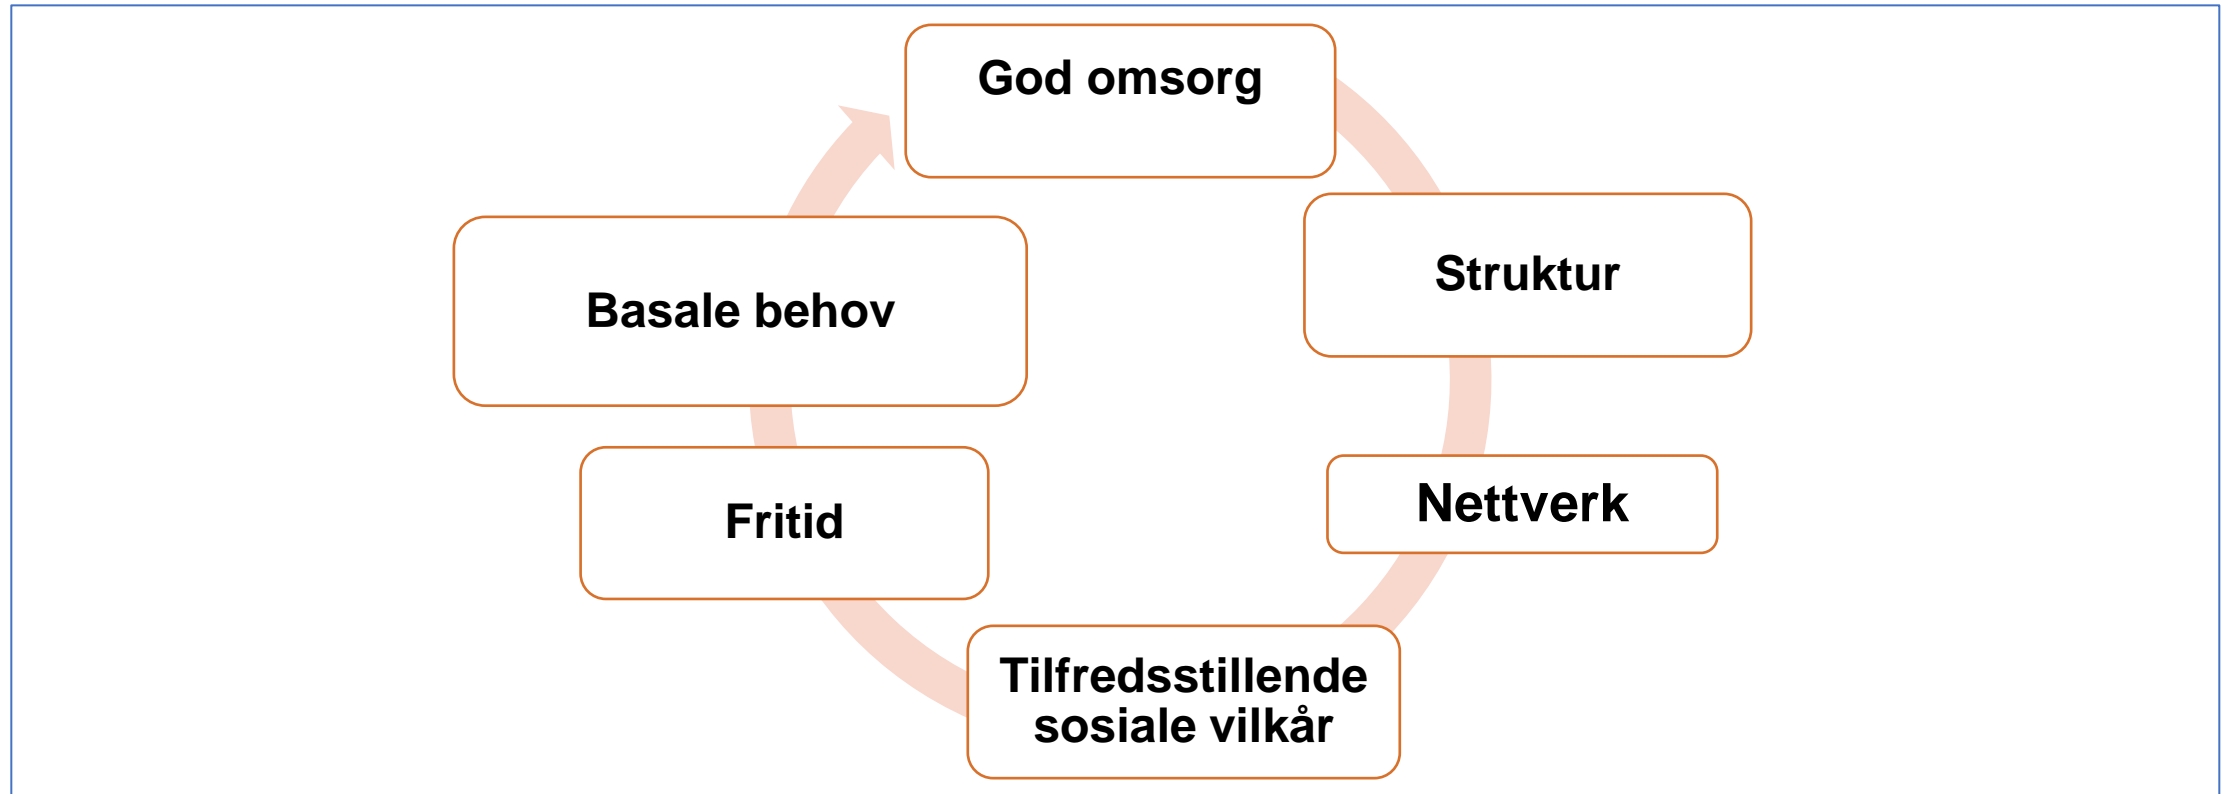 God omsorg
Struktur
Nettverk
Tilfredsstillende
sosiale vilkår
Fritid
Basale behov